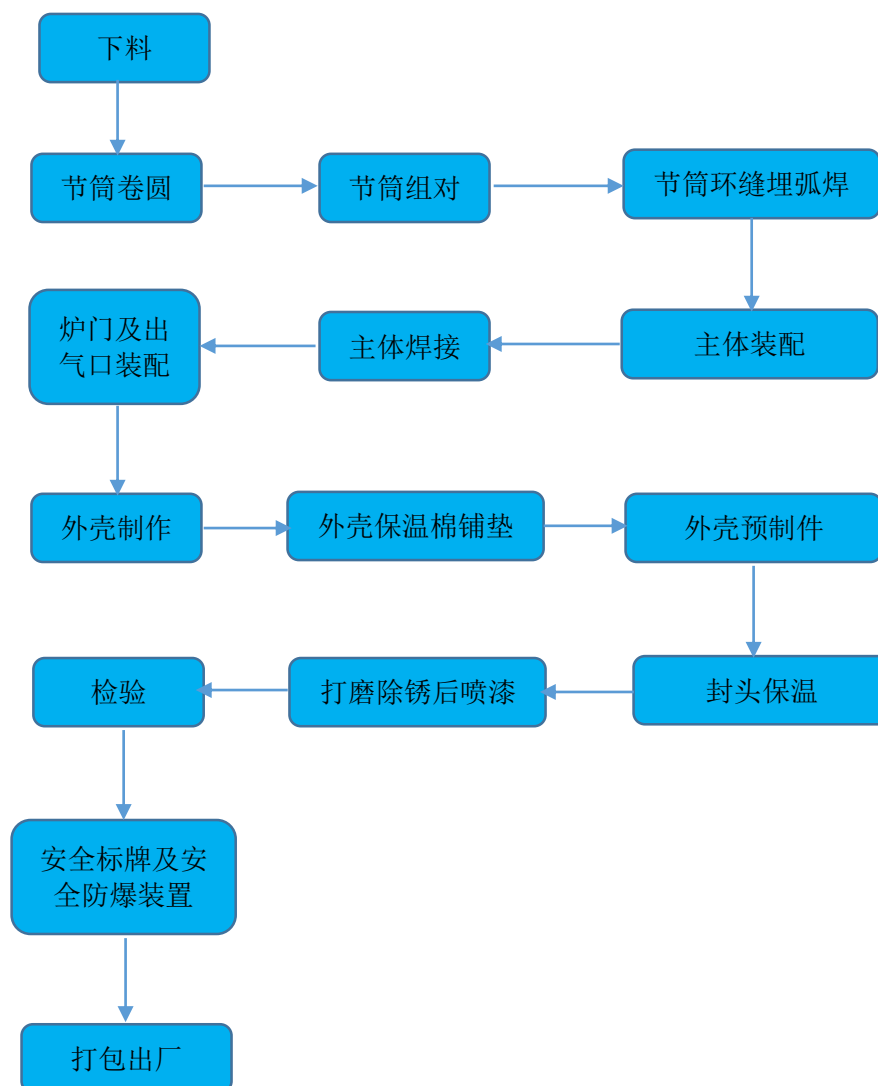 下料
节筒卷圆
节筒组对
节筒环缝埋弧焊
主体装配
主体焊接
炉门及出
气口装配
外壳制作
外壳保温棉铺垫
外壳预制件
封头保温
打磨除锈后喷漆
检验
安全标牌及安
全防爆装置
打包出厂